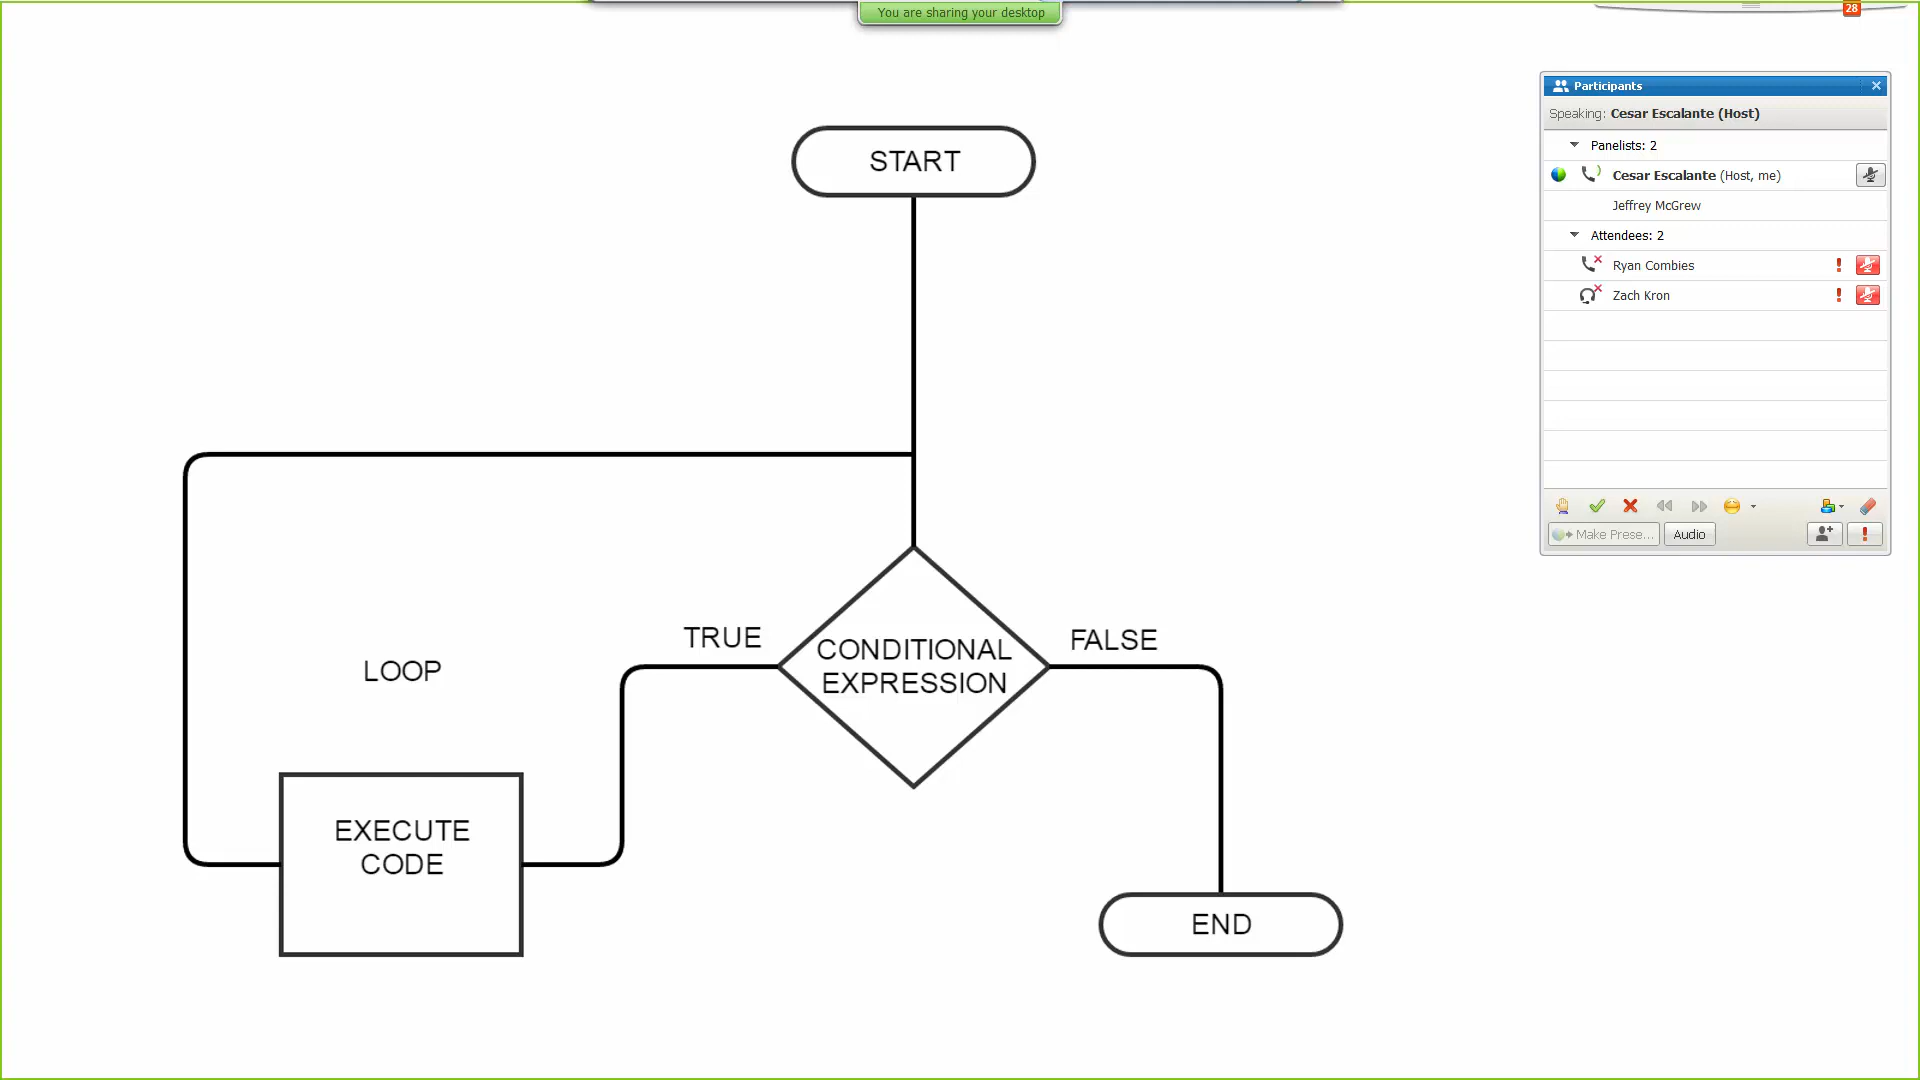 You are sharing your desktop
28
START
LOOP
TRUE
CONDITIONAL
EXPRESSION
FALSE
EXECUTE
CODE
END
Participants
Speaking: Cesar Escalante (Host)
Panelists: 2
Cesar Escalante (Host, me)
Jeffrey McGrew
Attendees: 2
Ryan Combies
Zach Kron
Make Prese...
Audio